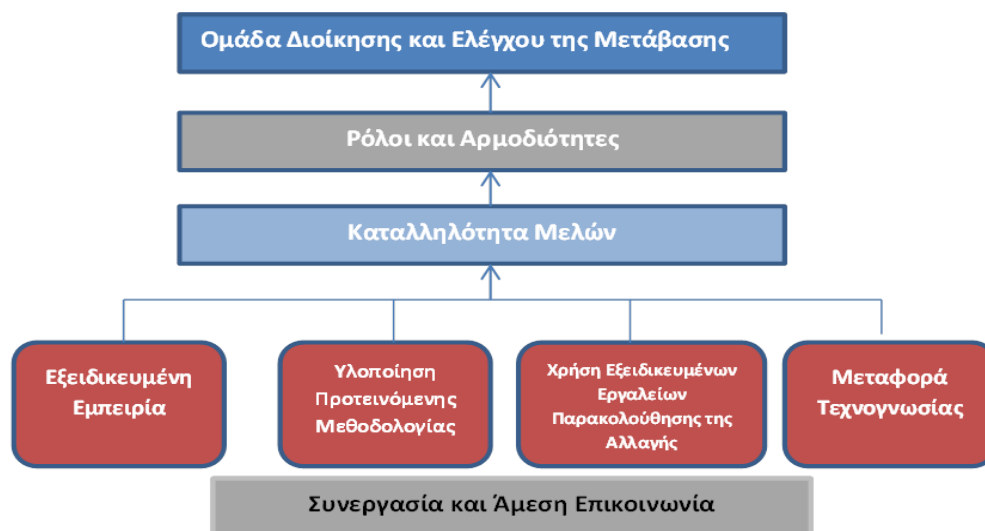 Ομάδα Διοίκησης και Ελέγχου της Μετάβασης
Ρόλοι και Αρμοδιότητες
Καταλληλότητα Μελών
Εξειδικευμένη
Εμπειρία
Υλοποίηση
Προτεινόμενης
Μεθοδολογίας
Χρήση Εξειδικευμένων
Εργαλείων
Παρακολούθησης της
Αλλαγής
Μεταφορά
Τεχνογνωσίας
Συνεργασία και Άμεση Επικοινωνία